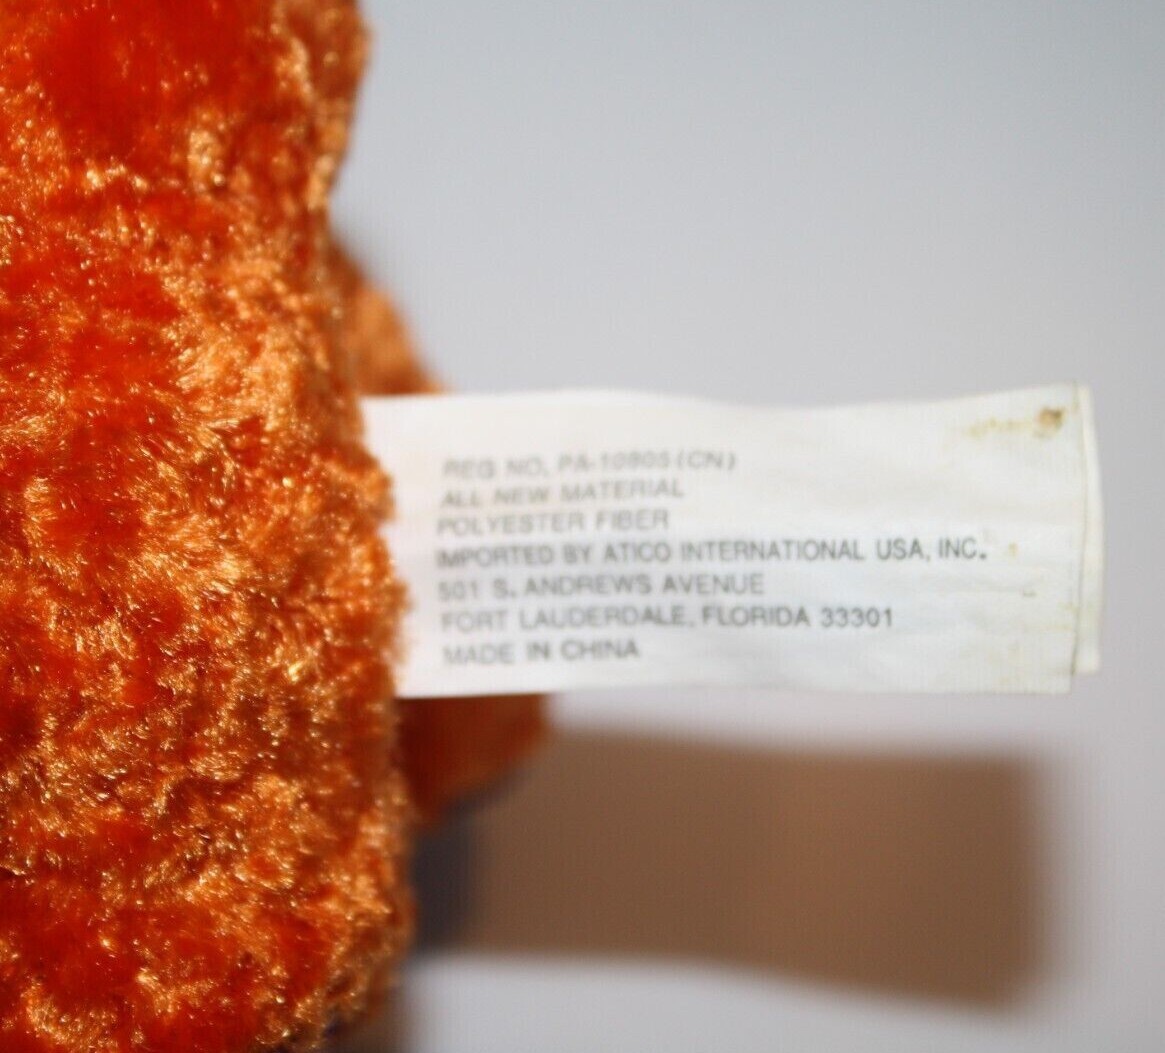 REG NO, PA-10805 (CN)
ALL NEW MATERIAL
POLYESTER FIBER
IMPORTED BY ATICO INTERNATIONAL USA, INC.
501 S. ANDREWS AVENUE
FORT LAUDERDALE, FLORIDA 33301
MADE IN CHINA